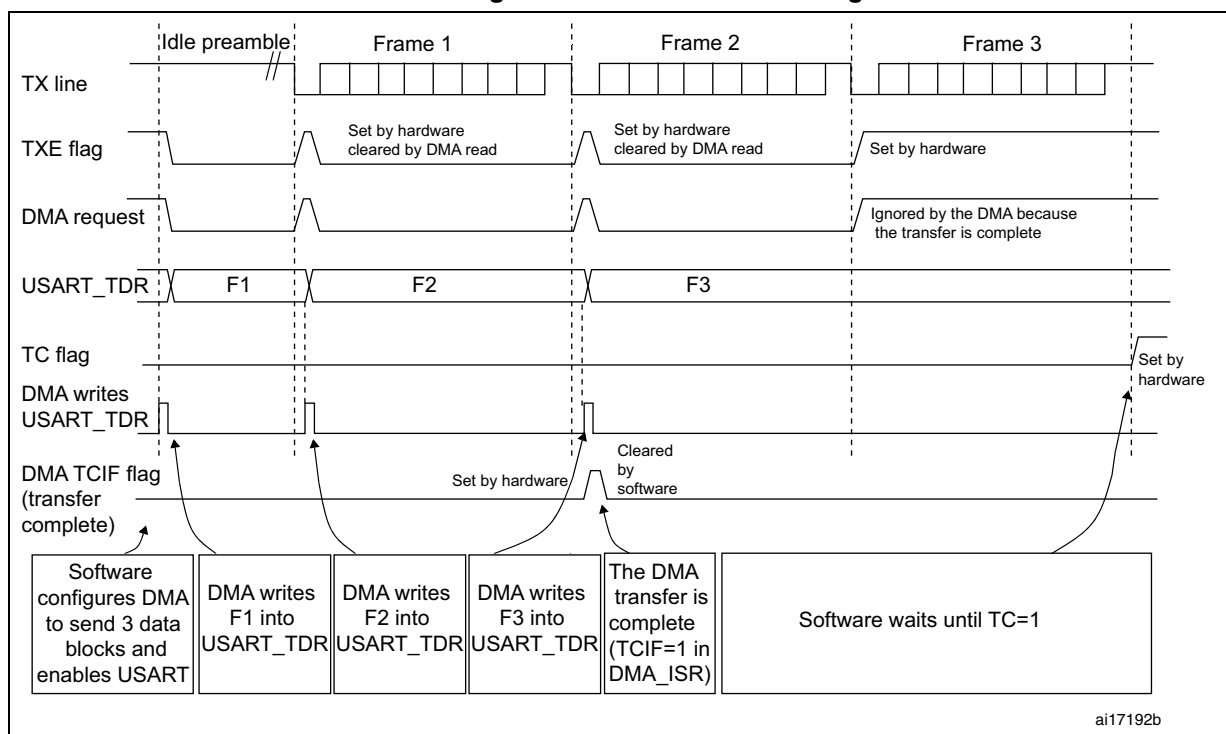 Idle preamble
Frame 1
Frame 2
Frame 3
TX line
TXE flag
Set by hardware
cleared by DMA read
Set by hardware
cleared by DMA read
Set by hardware
DMA request
Ignored by the DMA because
the transfer is complete
USART_TDR
F1
F2
F3
TC flag
Set by
hardware
DMA writes
USART_TDR
DMA TCIF flag
(transfer
complete)
Set by hardware
Cleared
by
software
Software
configures DMA
to send 3 data
blocks and
enables USART
DMA writes
F1 into
USART_TDR
DMA writes
F2 into
USART_TDR
DMA writes
F3 into
USART_TDR
The DMA
transfer is
complete
(TCIF=1 in
DMA_ISR)
Software waits until TC=1
ai17192b